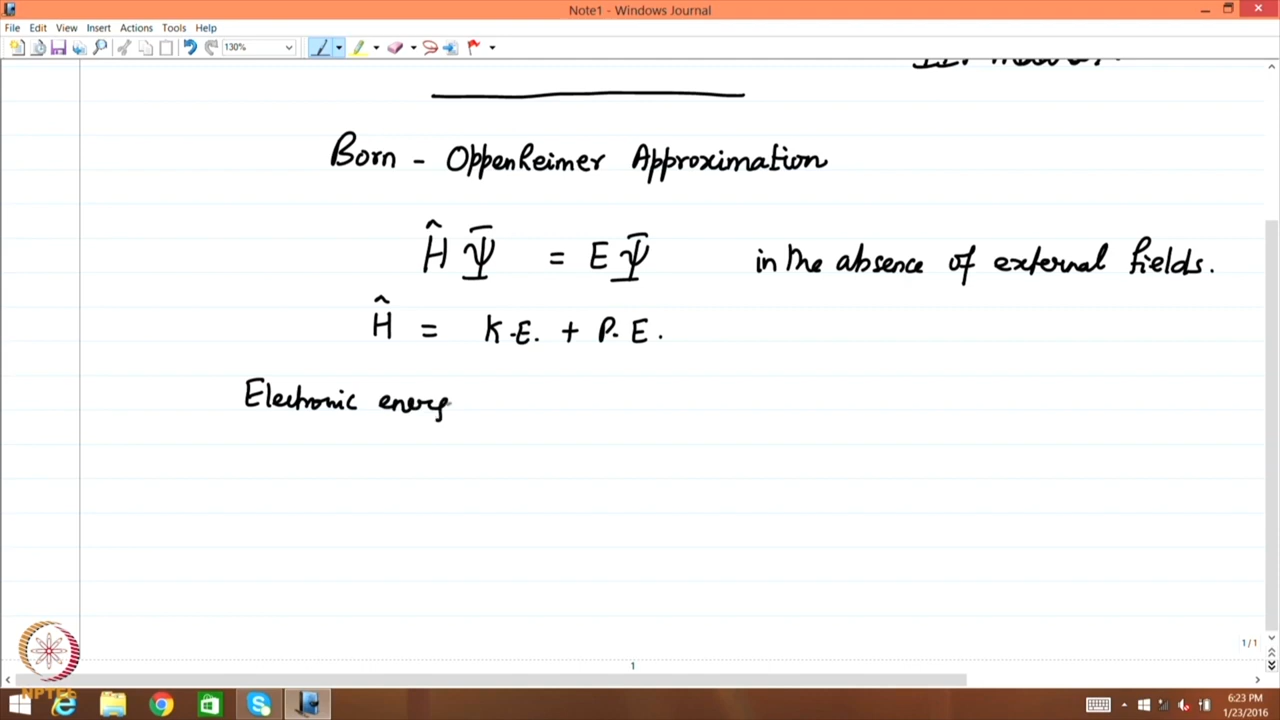 Note1 - Windows Journal
File Edit View Insert Actions Tools Help
130%
Born - Oppenheimer Approximation
Ĥ Ψ = E Ψ in the absence of external fields.
Ĥ = K.E. + P.E.
Electronic energ
1/1
1
NPTEL
6:23 PM
1/23/2016